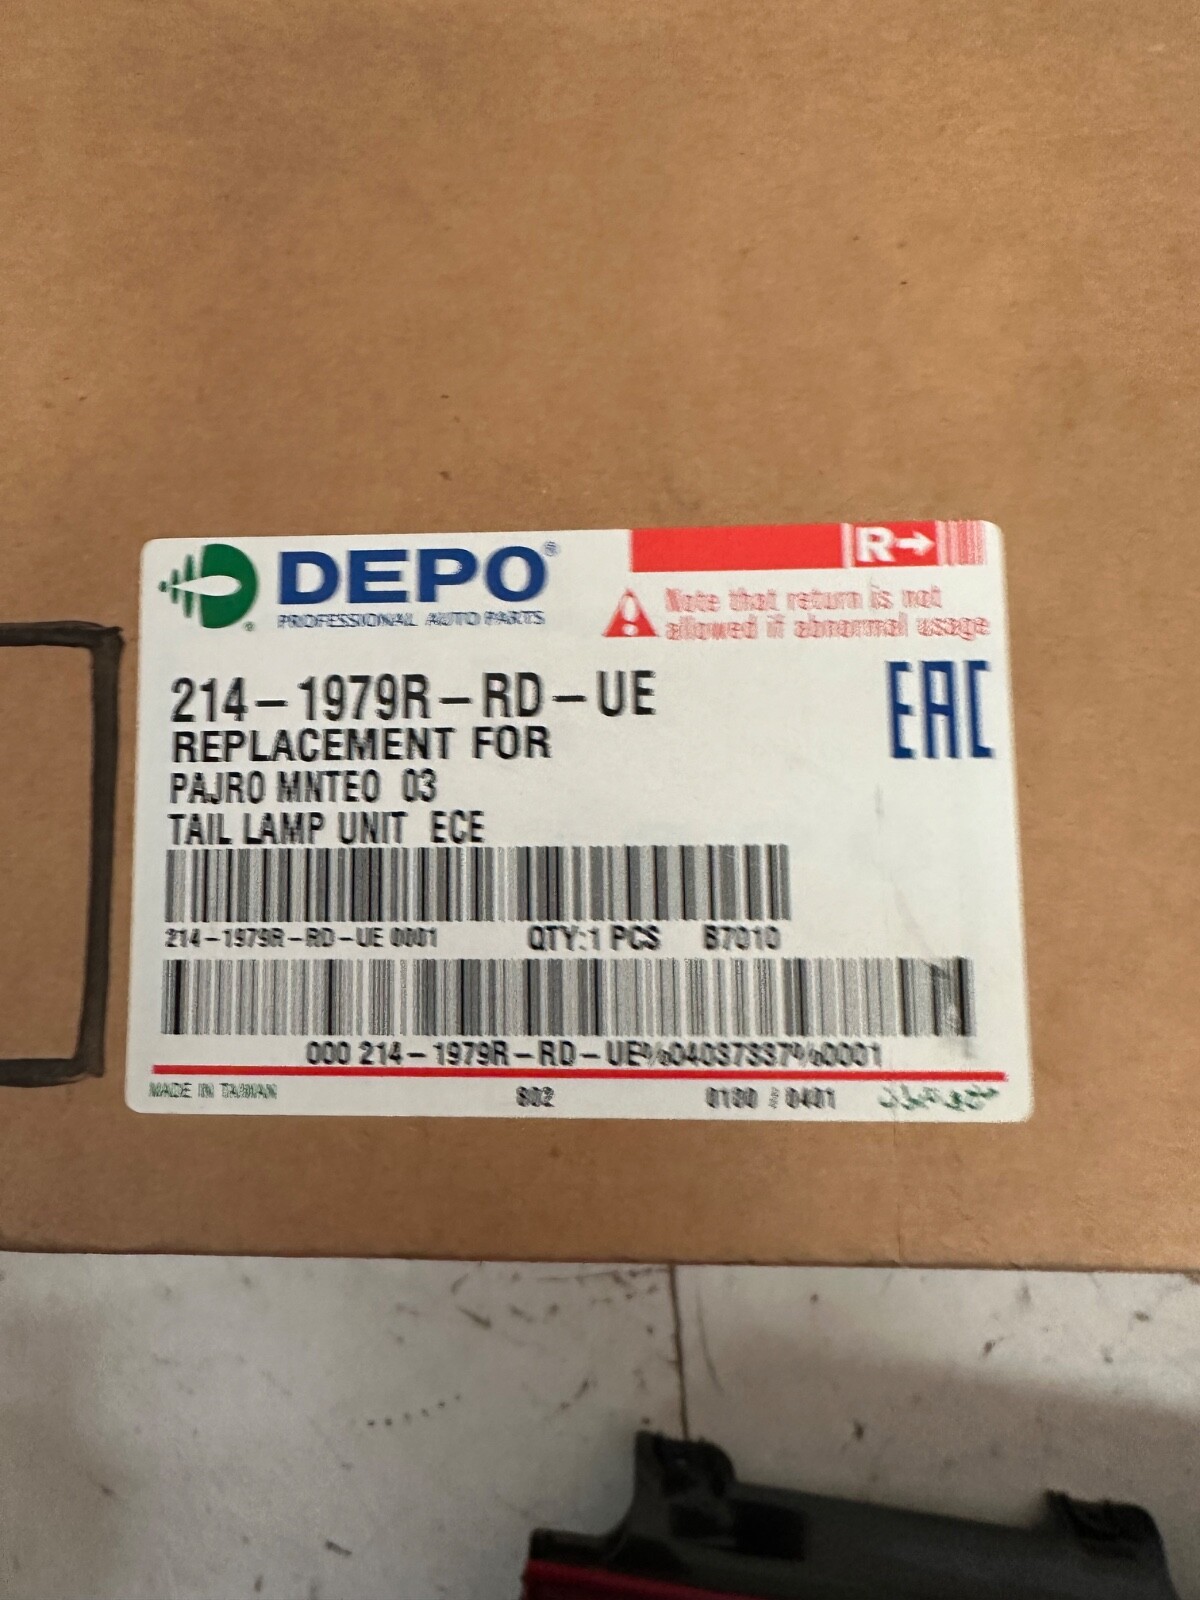 DEPO®
PROFESSIONAL AUTO PARTS
R→
Note that return is not
allowed if abnormal usage
214-1979R-RD-UE
EAC
REPLACEMENT FOR
PAJRO MNTEO 03
TAIL LAMP UNIT ECE
214-1979R-RD-UE 0001 QTY:1 PCS B7010
000 214-1979R-RD-UE%04037337%0001
MADE IN TAIWAN 802